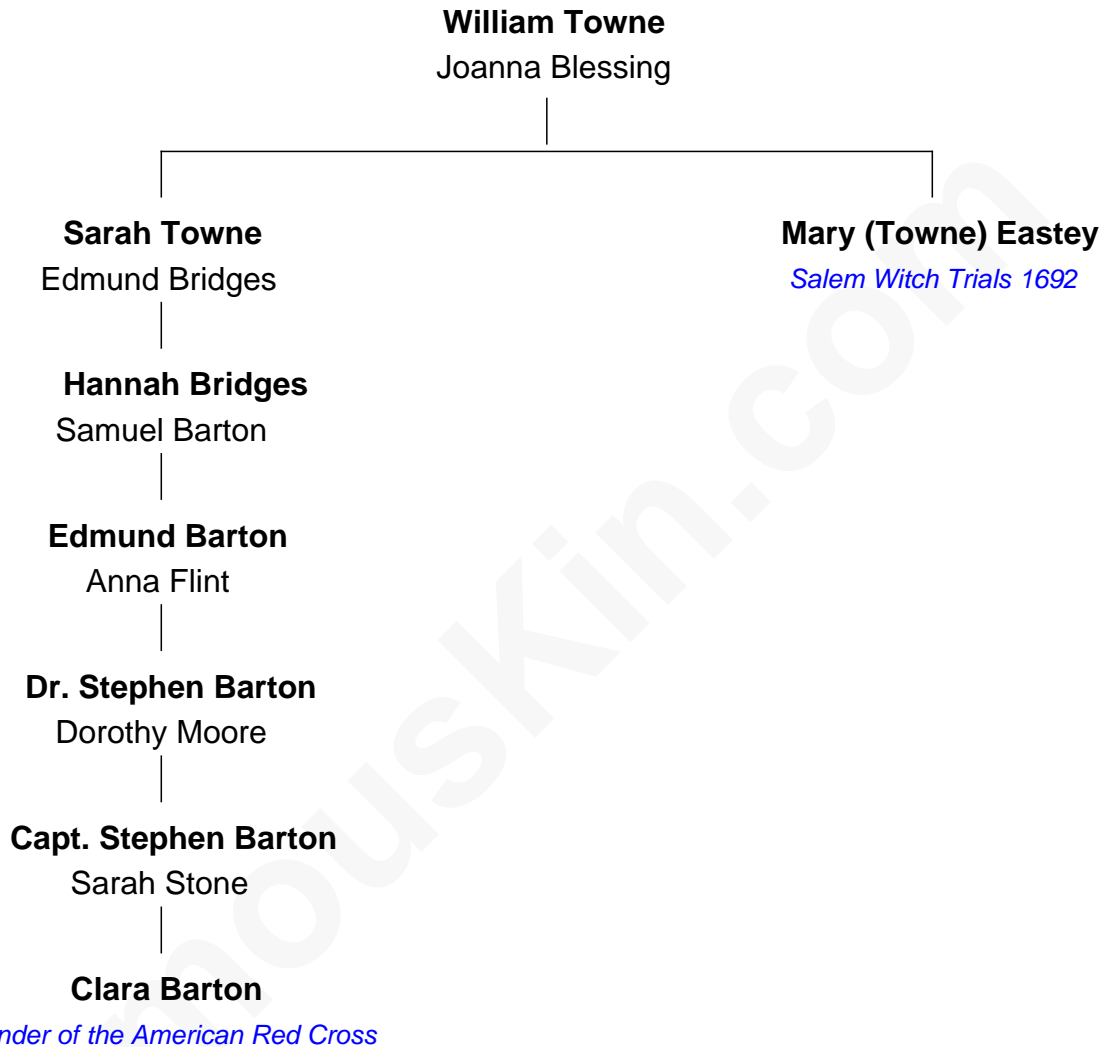 William Towne
Joanna Blessing
Sarah Towne
Edmund Bridges
Mary (Towne) Eastey
Salem Witch Trials 1692
Hannah Bridges
Samuel Barton
Edmund Barton
Anna Flint
Dr. Stephen Barton
Dorothy Moore
Capt. Stephen Barton
Sarah Stone
Clara Barton
nder of the American Red Cross
mouskin.com